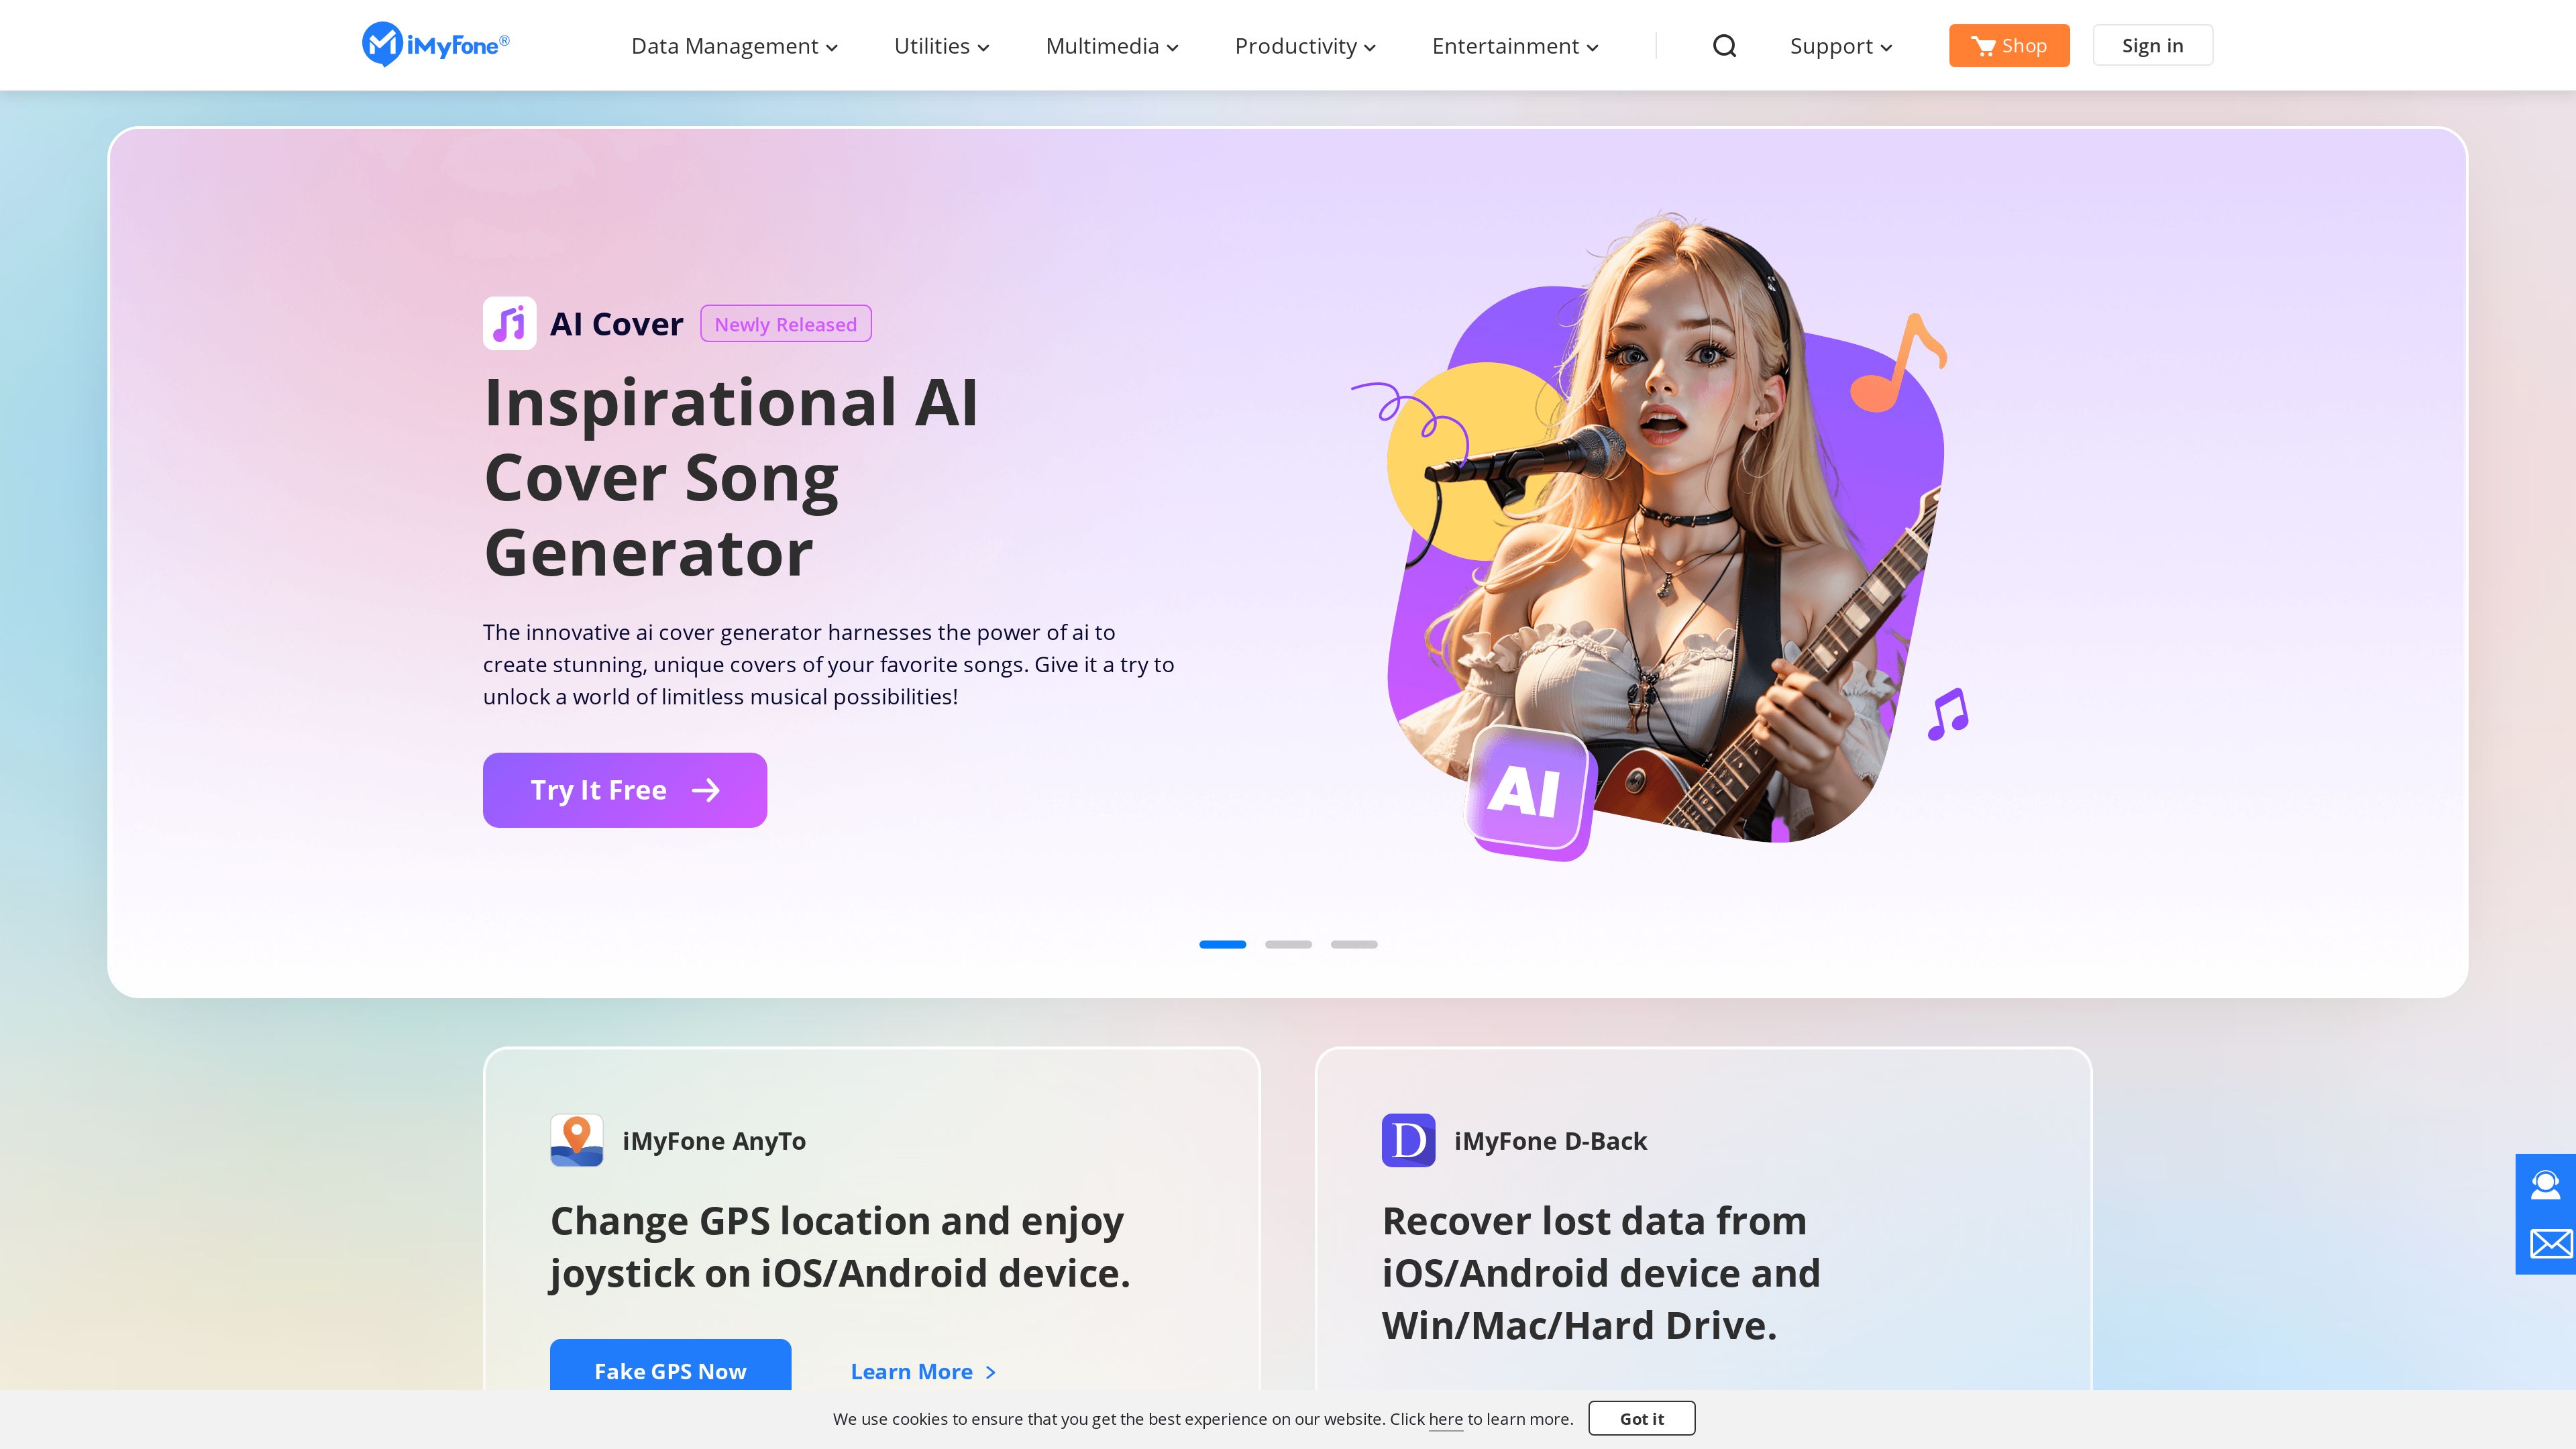 iMyFone®
Data Management
Utilities
Multimedia
Productivity
Entertainment
Support
Shop
Sign in
AI Cover
Newly Released
Inspirational AI
Cover Song
Generator
The innovative ai cover generator harnesses the power of ai to
create stunning, unique covers of your favorite songs. Give it a try to
unlock a world of limitless musical possibilities!
Try It Free
AI
iMyFone AnyTo
Change GPS location and enjoy
joystick on iOS/Android device.
Fake GPS Now
Learn More
D
iMyFone D-Back
Recover lost data from
iOS/Android device and
Win/Mac/Hard Drive.
We use cookies to ensure that you get the best experience on our website. Click here to learn more.
Got it